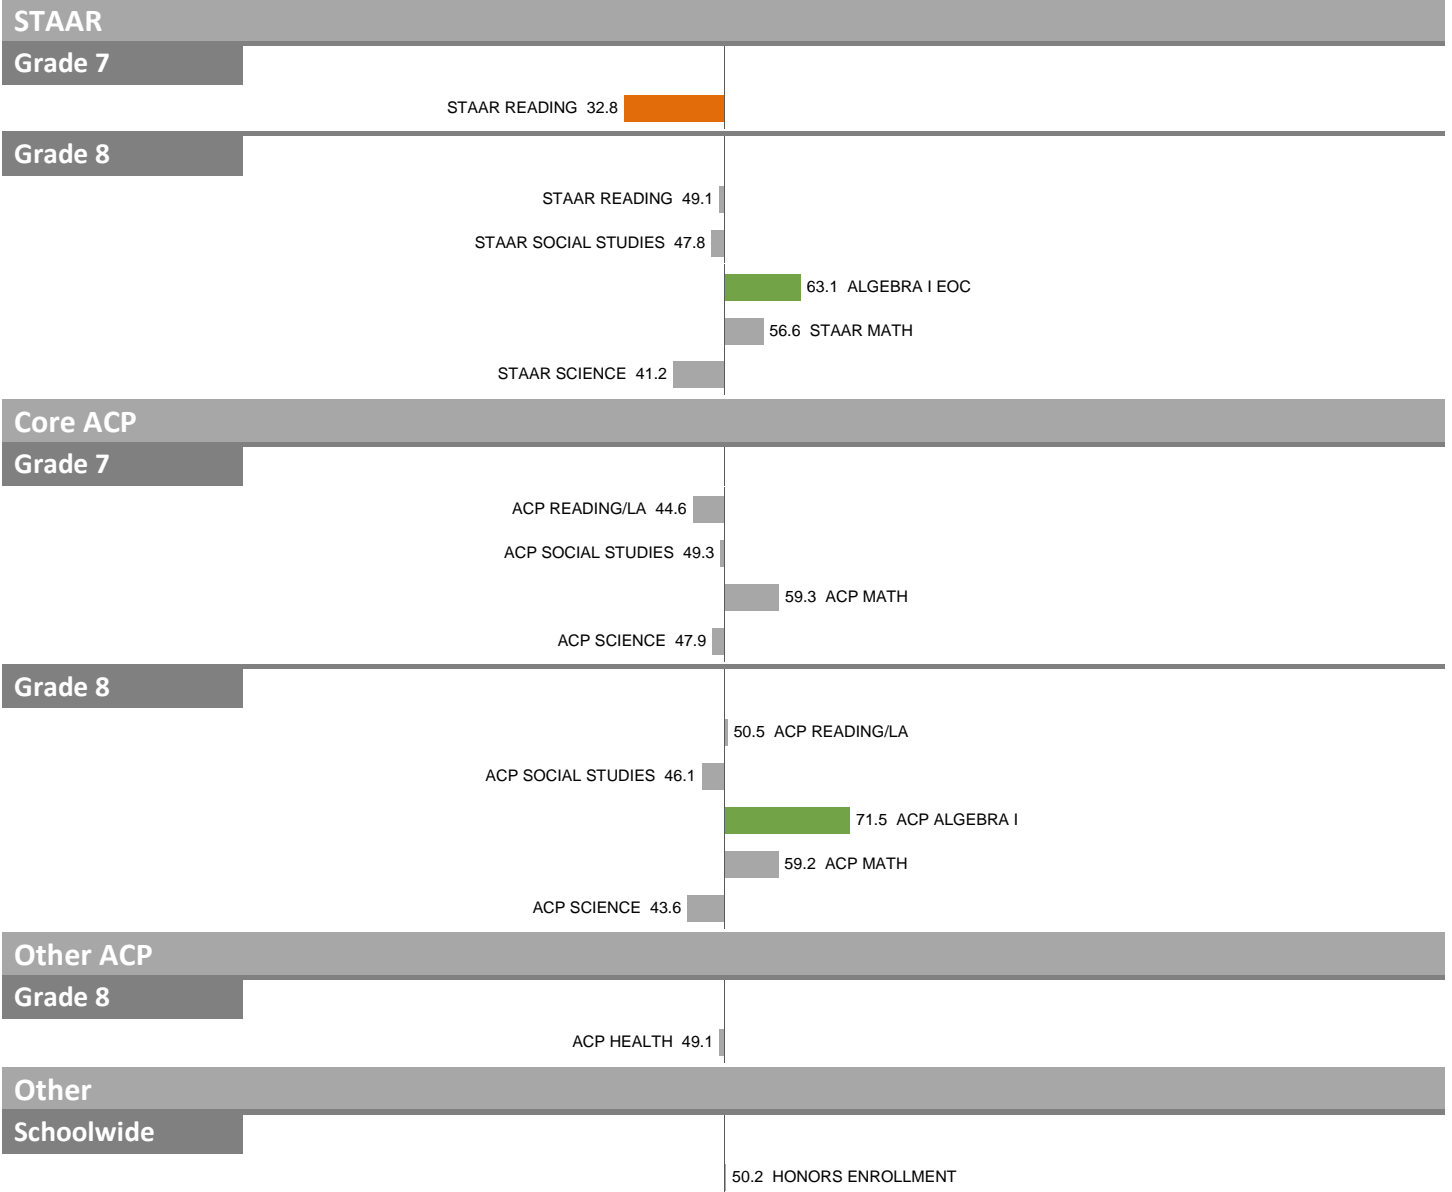 STAAR
Grade 7
STAAR READING 32.8
Grade 8
STAAR READING 49.1
STAAR SOCIAL STUDIES 47.8
63.1 ALGEBRA I EOC
56.6 STAAR MATH
STAAR SCIENCE 41.2
Core ACP
Grade 7
ACP READING/LA 44.6
ACP SOCIAL STUDIES 49.3
59.3 ACP MATH
ACP SCIENCE 47.9
Grade 8
50.5 ACP READING/LA
ACP SOCIAL STUDIES 46.1
71.5 ACP ALGEBRA I
59.2 ACP MATH
ACP SCIENCE 43.6
Other ACP
Grade 8
ACP HEALTH 49.1
Other
Schoolwide
50.2 HONORS ENROLLMENT